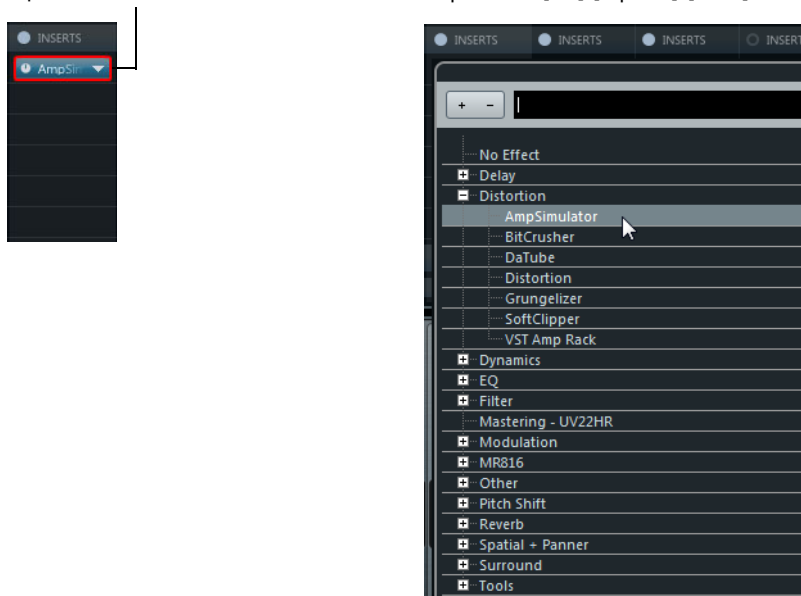 INSERTS
AmpSim
INSERTS INSERTS INSERTS INSERT
+ -
No Effect
Delay
Distortion
AmpSimulator
BitCrusher
DaTube
Distortion
Grungelizer
SoftClipper
VST Amp Rack
Dynamics
EQ
Filter
Mastering - UV22HR
Modulation
MR816
Other
Pitch Shift
Reverb
Spatial + Panner
Surround
Tools